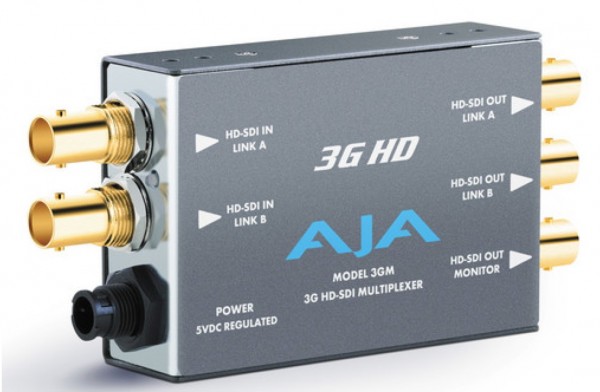 HD-SDI IN
LINK A
HD-SDI IN
LINK B
POWER
5VDC REGULATED
3G HD
AJA
MODEL 3GM
3G HD-SDI MULTIPLEXER
HD-SDI OUT
LINK A
HD-SDI OUT
LINK B
HD-SDI OUT
MONITOR